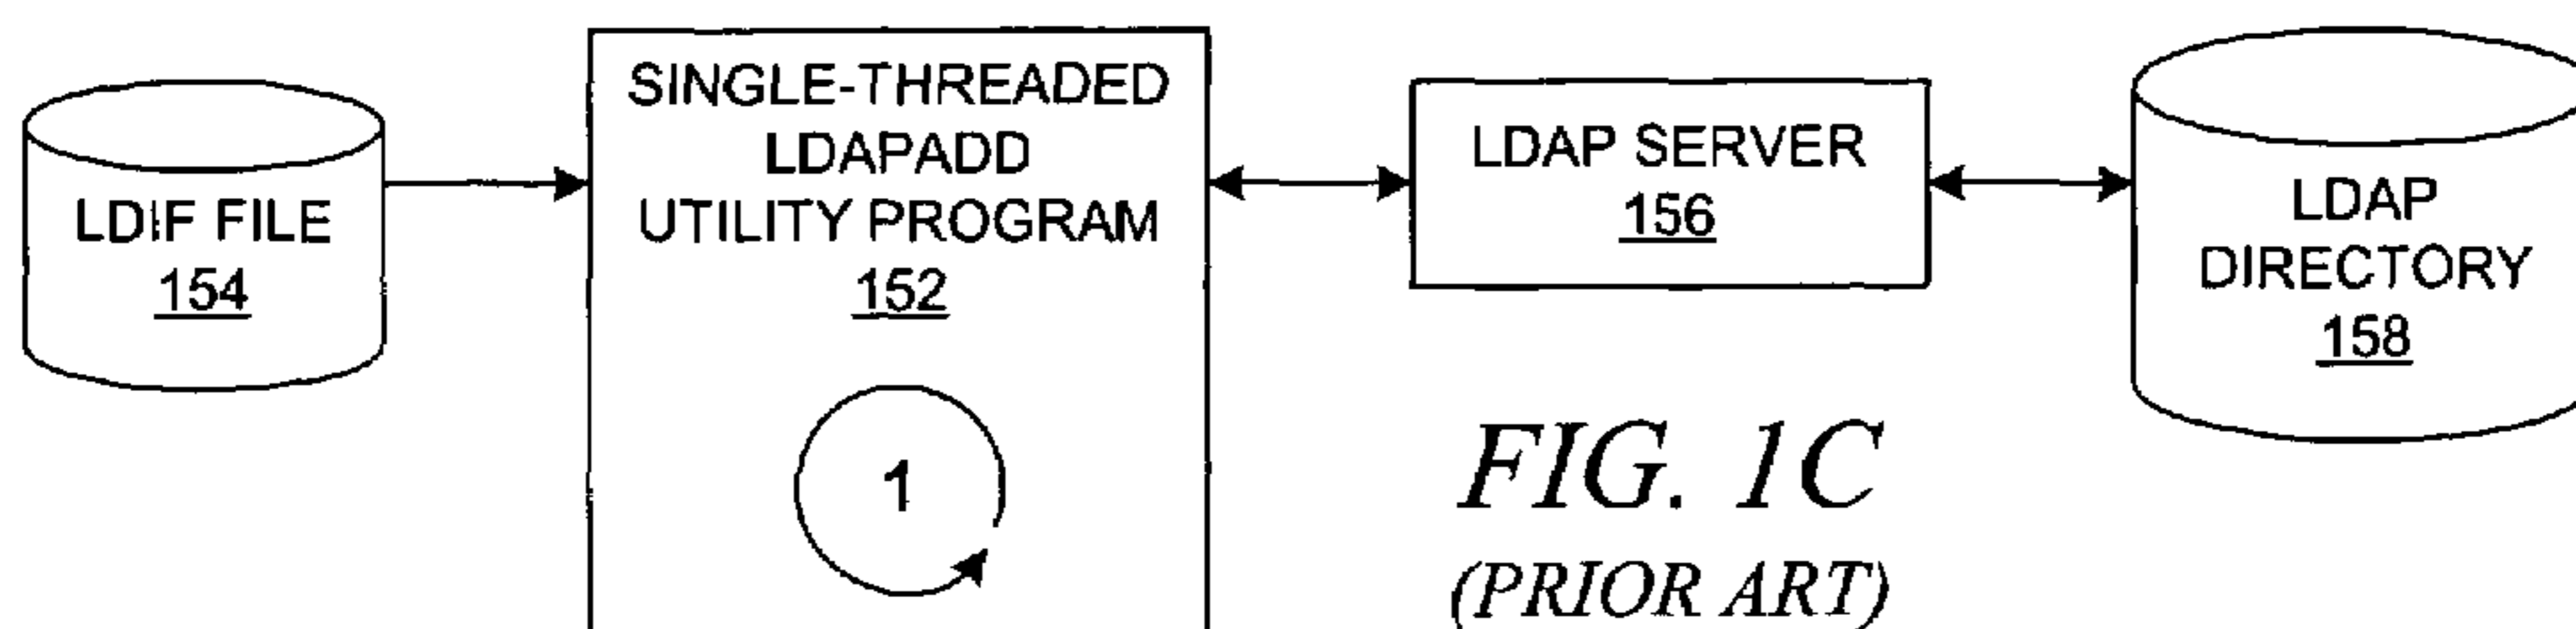 LDIF FILE
154
SINGLE-THREADED
LDAPADD
UTILITY PROGRAM
152
1
LDAP SERVER
156
LDAP
DIRECTORY
158
FIG. 1C
(PRIOR ART)